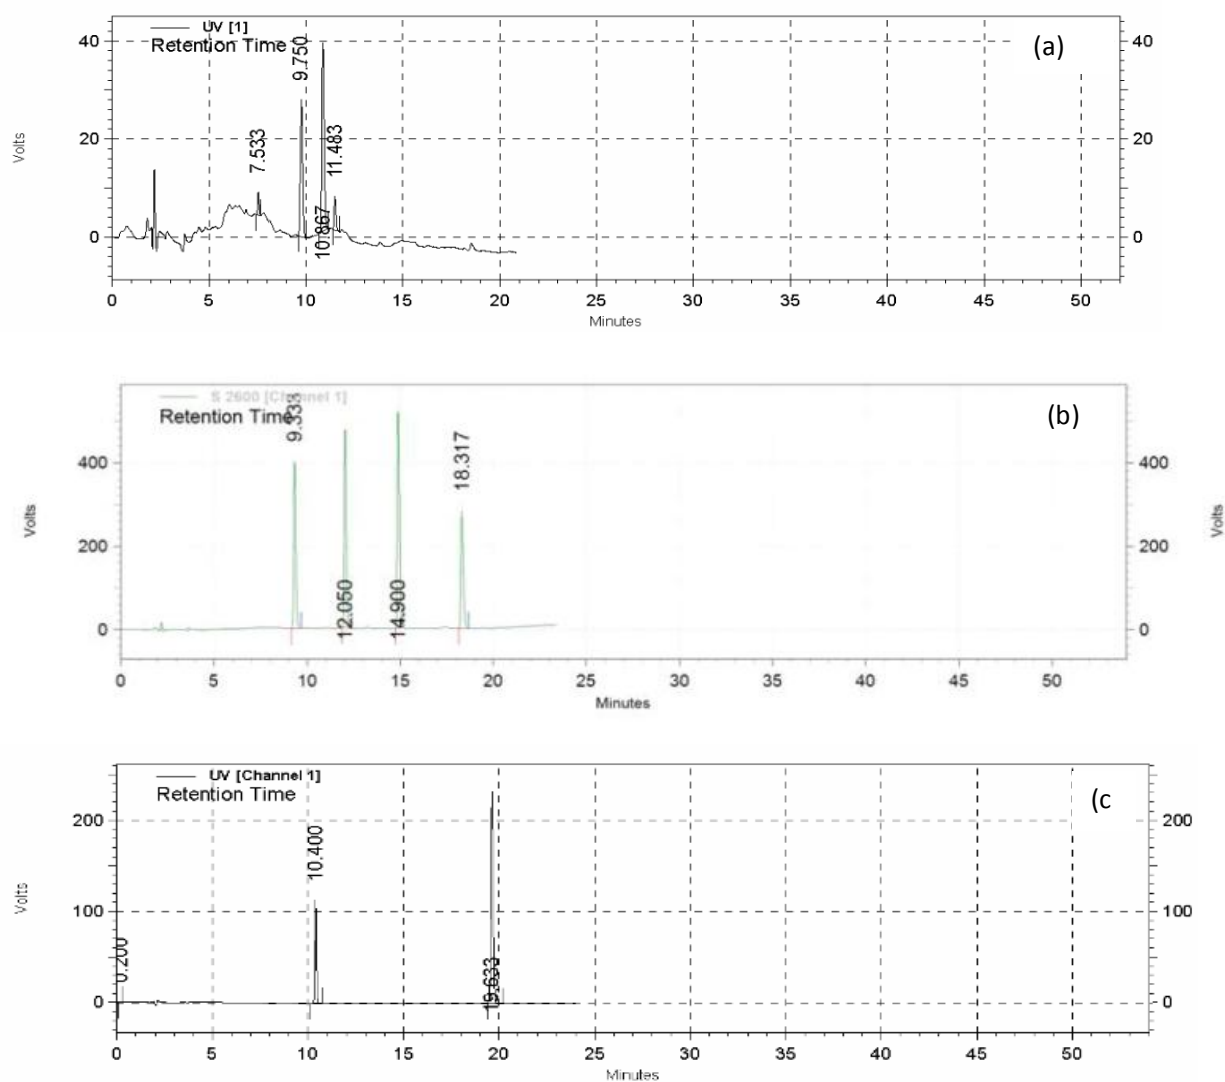 UV [1]
Retention Time
(a)
40
20
0
40
20
0
Volts
7.533
9.750
10.867
11.483
0 5 10 15 20 25 30 35 40 45 50
Minutes
S 2600 [Channel 1]
Retention Time
(b)
400
200
0
400
200
0
Volts
Volts
9.333
12.050
14.900
18.317
0 5 10 15 20 25 30 35 40 45 50
Minutes
UV [Channel 1]
Retention Time
(c
200
100
0
200
100
0
Volts
0.200
10.400
19.633
0 5 10 15 20 25 30 35 40 45 50
Minutes